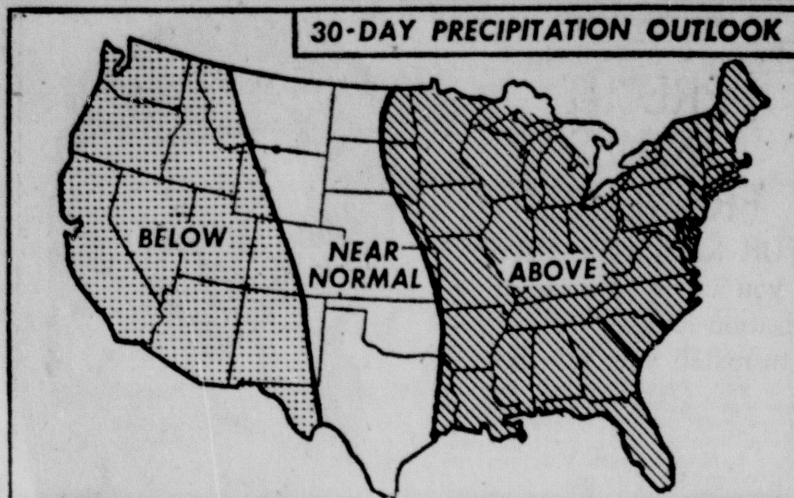 30-DAY PRECIPITATION OUTLOOK
BELOW
NEAR
NORMAL
ABOVE